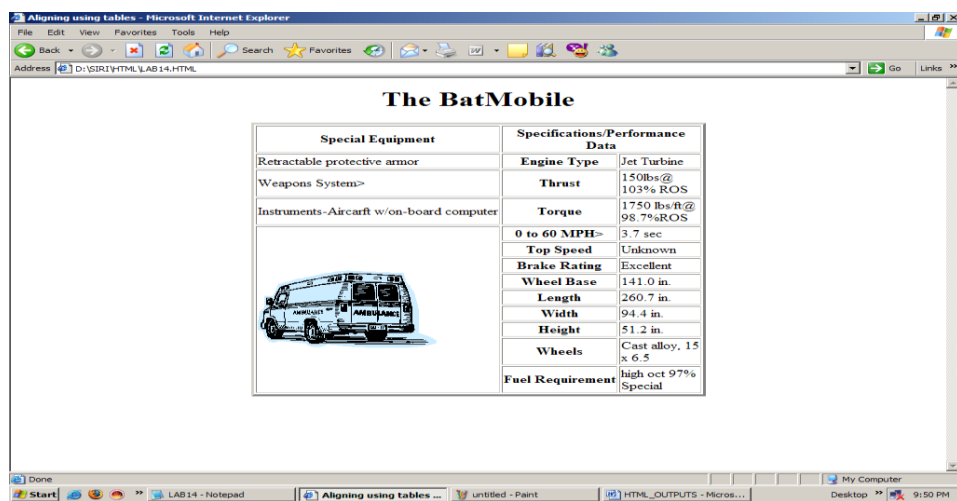 Aligning using tables - Microsoft Internet Explorer
File Edit View Favorites Tools Help
Back Search Favorites
Address D:\SIRI\HTML\LAB14.HTML Go Links »
The BatMobile
Special Equipment
Specifications/Performance
Data
Retractable protective armor
Engine Type Jet Turbine
Weapons System>
Thrust
150lbs@
103% ROS
Instruments-Aircarft w/on-board computer
Torque
1750 lbs/ft@
98.7%ROS
0 to 60 MPH> 3.7 sec
Top Speed Unknown
Brake Rating Excellent
Wheel Base 141.0 in.
Length 260.7 in.
Width 94.4 in.
Height 51.2 in.
Wheels
Cast alloy, 15
x 6.5
Fuel Requirement
high oct 97%
Special
AMBULANCE
AMBULANCE
Done My Computer
Start » LAB14 - Notepad Aligning using tables ... untitled - Paint HTML_OUTPUTS - Micros... Desktop » 9:50 PM